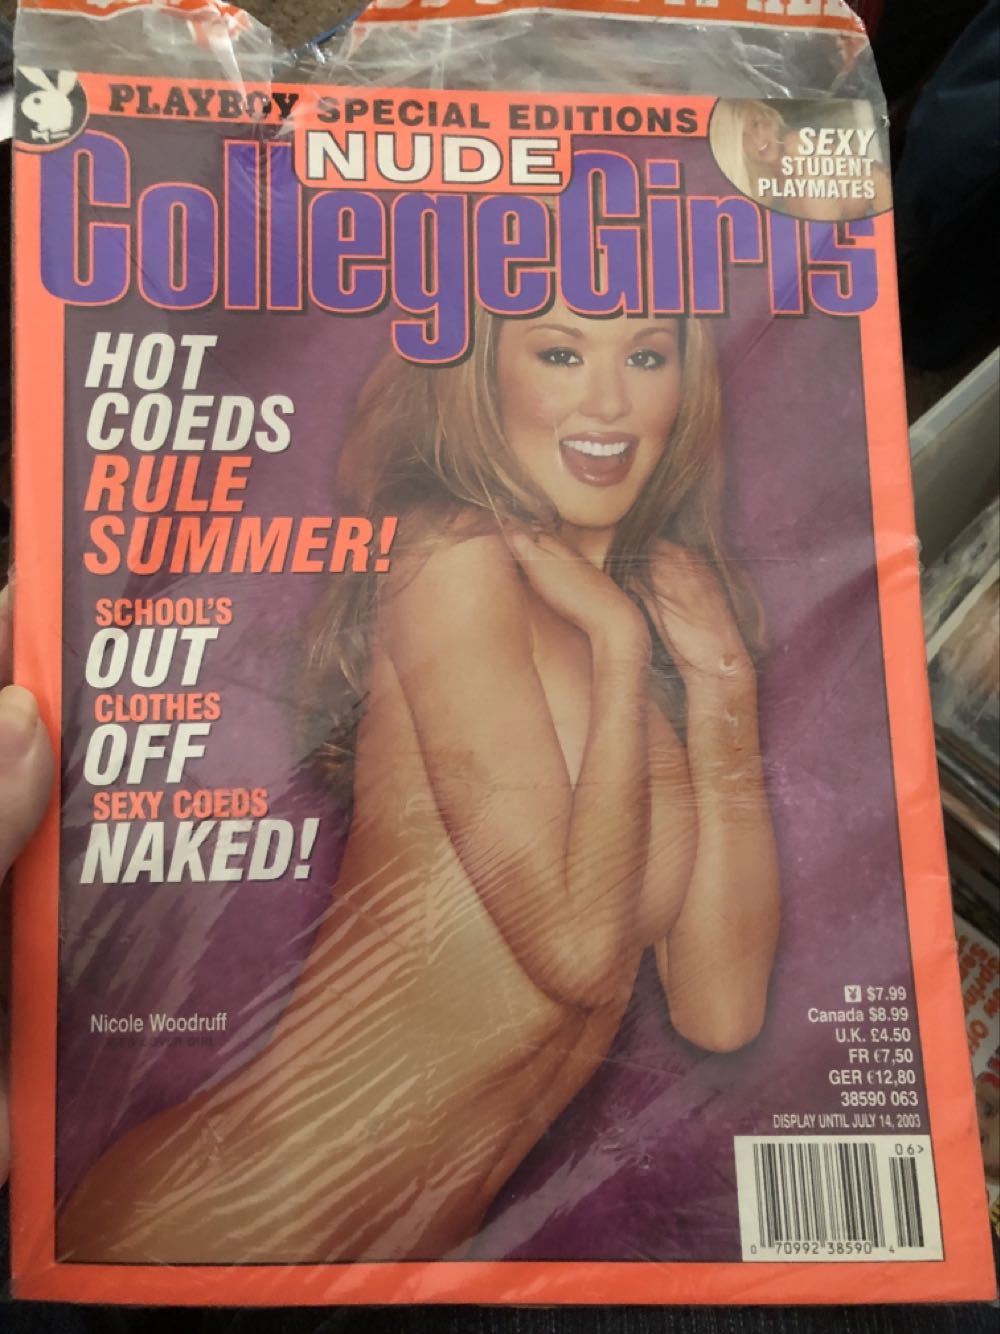 PLAYBOY SPECIAL EDITIONS
NUDE
CollegeGirls
SEXY
STUDENT
PLAYMATES
HOT
COEDS
RULE
SUMMER!
SCHOOL'S
OUT
CLOTHES
OFF
SEXY COEDS
NAKED!
Nicole Woodruff
COVER GIRL
$7.99
Canada $8.99
U.K. £4.50
FR €7,50
GER €12,80
38590 063
DISPLAY UNTIL JULY 14, 2003
06>
0 70992 38590 4